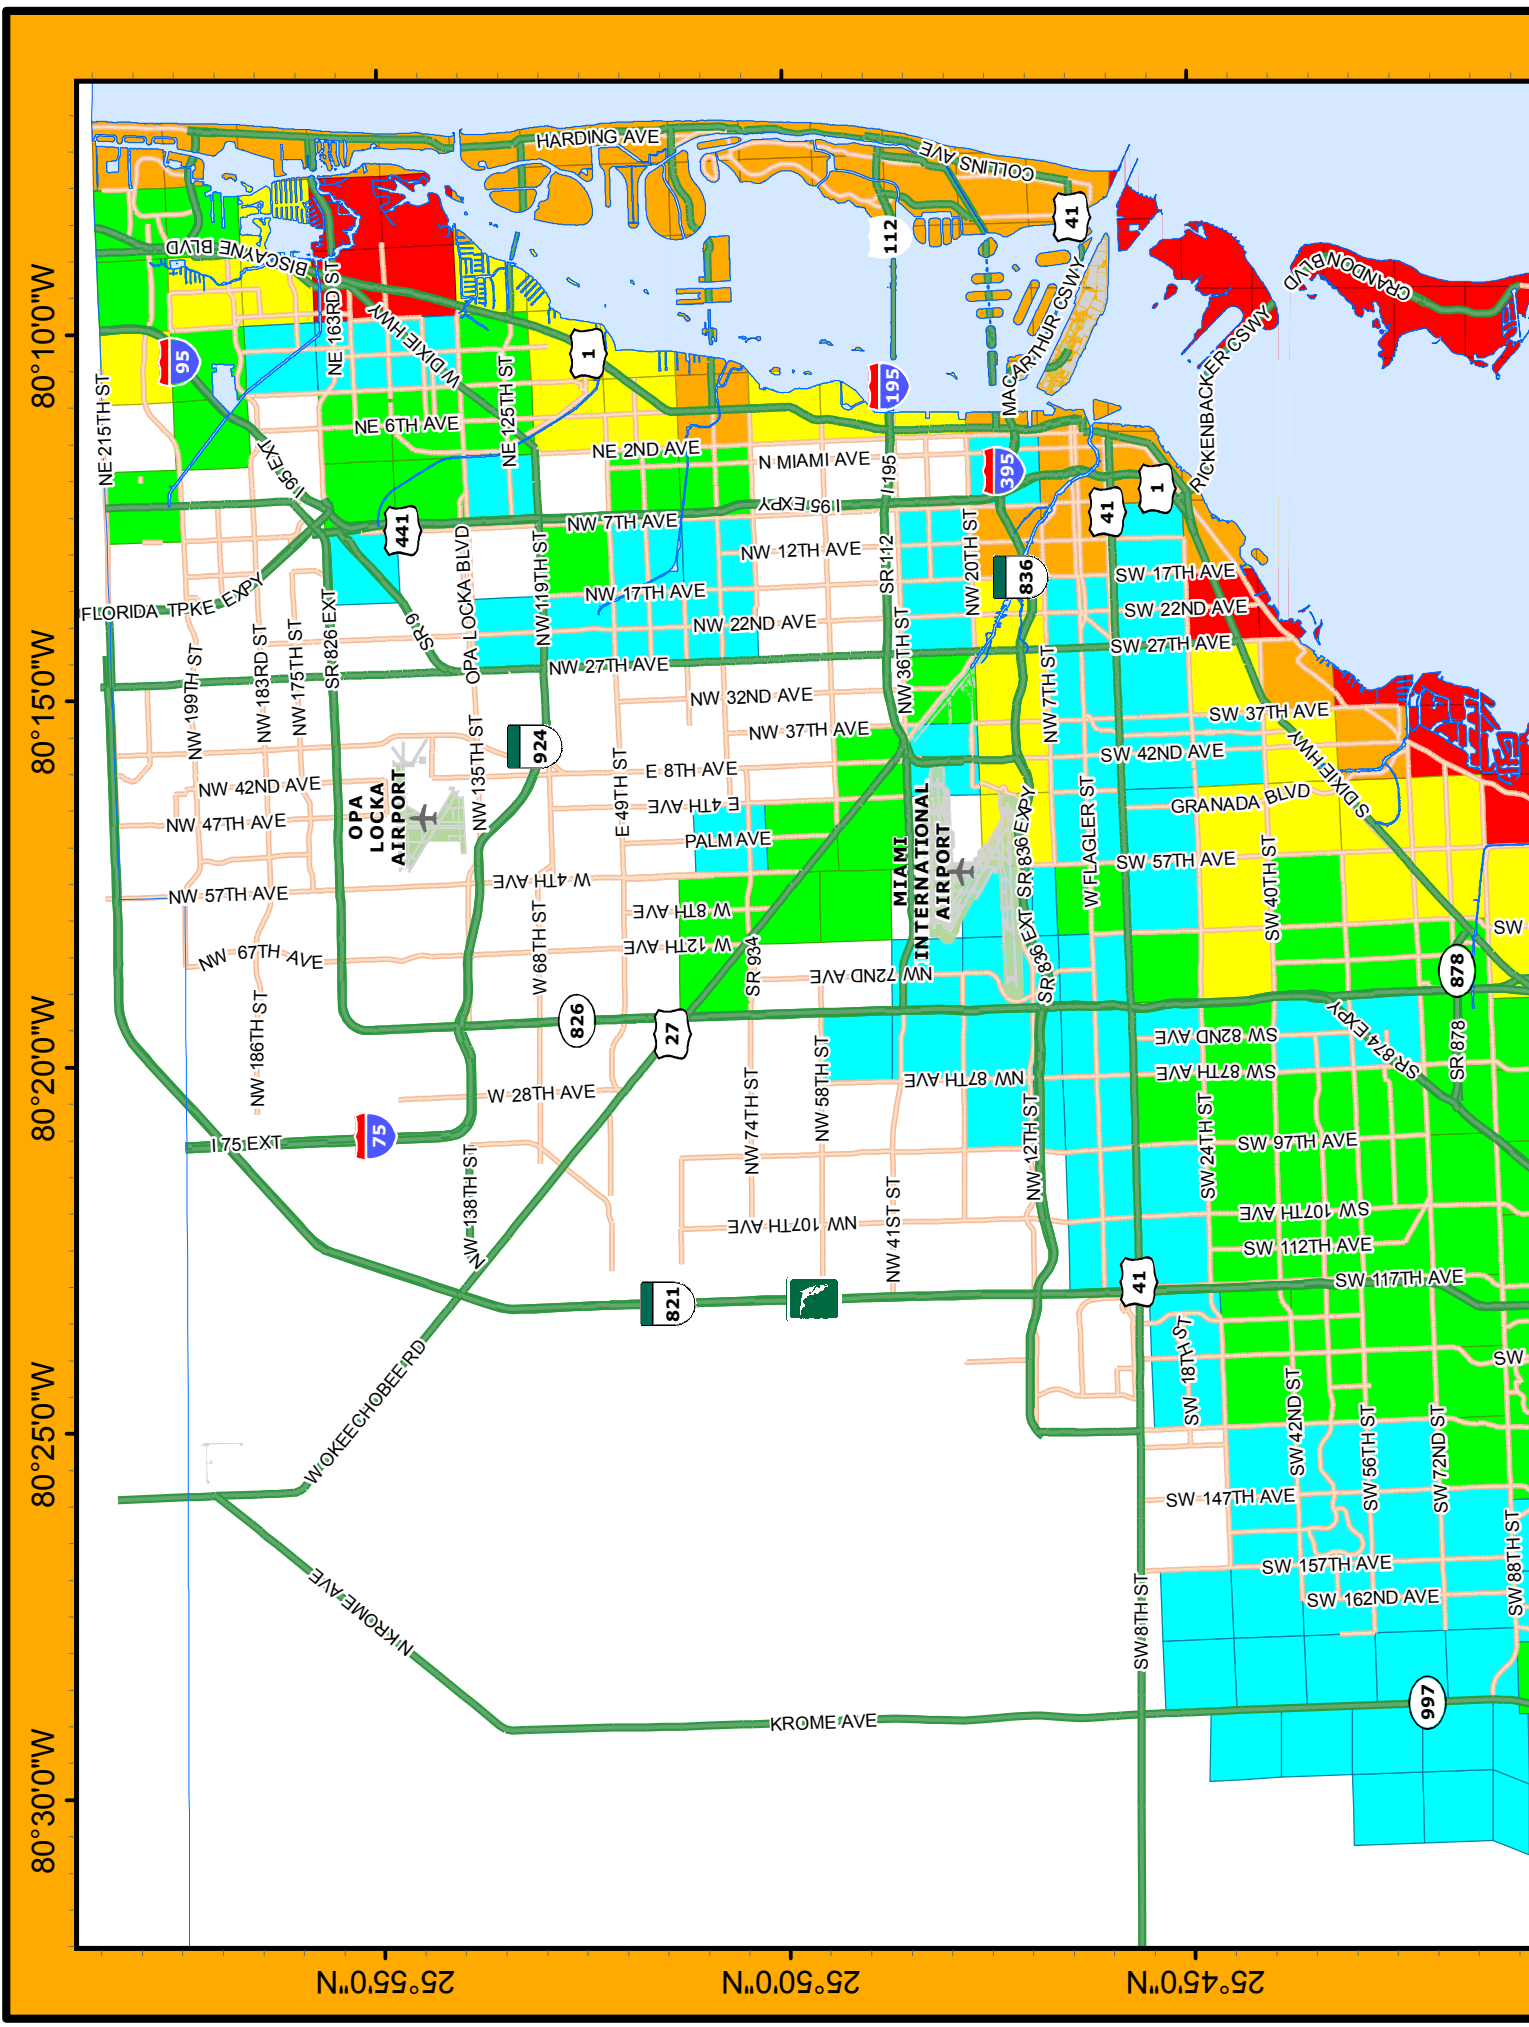 80°10'0"W
80°15'0"W
80°20'0"W
80°25'0"W
80°30'0"W
25°55'0"N
25°50'0"N
25°45'0"N
HARDING AVE
COLLINS AVE
41
112
BISCAYNE BLVD
NE 163RD ST
W DIXIE HWY
CRANDON BLVD
MACARTHUR CSWY
RICKENBACKER CSWY
95
1
195
NE 215TH ST
NE 125TH ST
NE 6TH AVE
NE 2ND AVE
N MIAMI AVE
I 195
395
I 95 EXT
I 95 EXPY
441
NW 7TH AVE
41
1
NW 12TH AVE
SR 112
NW 20TH ST
836
SW 17TH AVE
FLORIDA TPKE EXPY
SR 826 EXT
SR 9
OPA LOCKA BLVD
NW 119TH ST
NW 17TH AVE
NW 22ND AVE
SW 22ND AVE
NW 199TH ST
NW 183RD ST
NW 175TH ST
NW 27TH AVE
NW 36TH ST
SW 27TH AVE
NW 32ND AVE
NW 7TH ST
SW 37TH AVE
NW 37TH AVE
SW 42ND AVE
924
NW 135TH ST
NW 42ND AVE
E 8TH AVE
E 49TH ST
E 4TH AVE
OPA
LOCKA
AIRPORT
W FLAGLER ST
GRANADA BLVD
S DIXIE HWY
NW 47TH AVE
PALM AVE
MIAMI
INTERNATIONAL
AIRPORT
SR 836 EXPY
SW 57TH AVE
SW 40TH ST
NW 57TH AVE
W 4TH AVE
W 8TH AVE
W 12TH AVE
SW
NW 67TH AVE
W 68TH ST
SR 934
NW 72ND AVE
SR 836 EXT
878
826
27
NW 186TH ST
SW 82ND AVE
SR 874 EXPY
SR 878
W 28TH AVE
NW 74TH ST
NW 58TH ST
NW 87TH AVE
SW 87TH AVE
75
I 75 EXT
NW 138TH ST
NW 12TH ST
SW 24TH ST
SW 97TH AVE
NW 107TH AVE
NW 41ST ST
SW 107TH AVE
SW 112TH AVE
SW 117TH AVE
821
41
W OKEECHOBEE RD
SW 18TH ST
SW
SW 42ND ST
SW 56TH ST
SW 72ND ST
SW 147TH AVE
SW 157TH AVE
SW 88TH ST
SW 162ND AVE
N KROME AVE
SW 8TH ST
KROME AVE
997